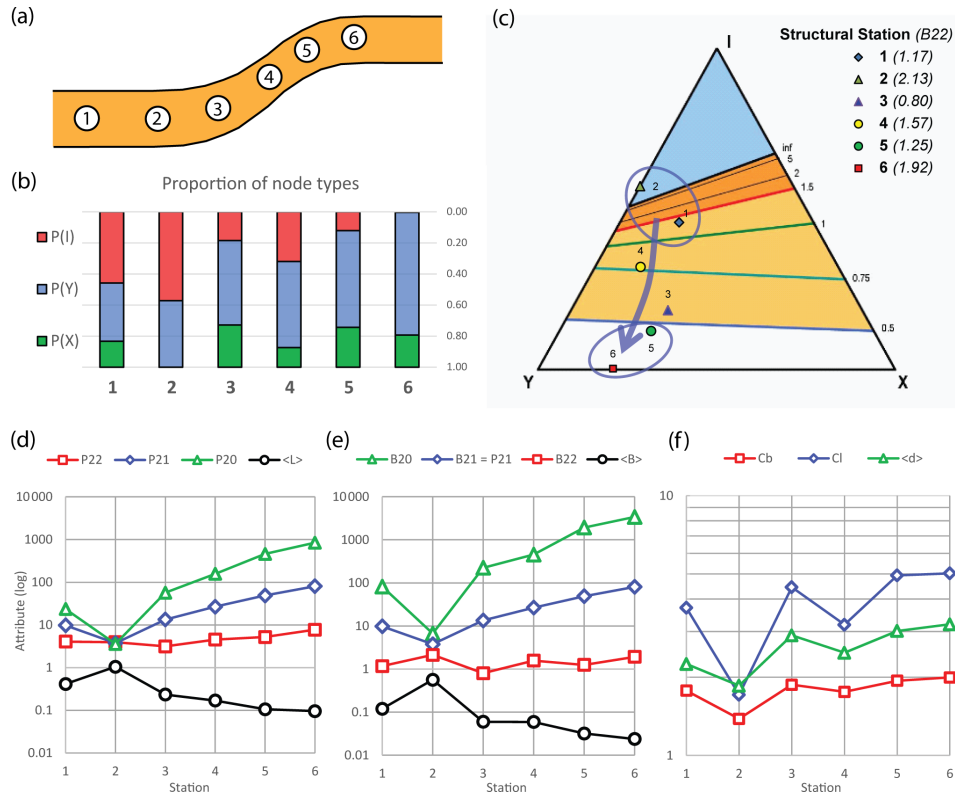 (a)
1
2
3
4
5
6
(b)
Proportion of node types
P(I)
P(Y)
P(X)
0.00
0.20
0.40
0.60
0.80
1.00
1 2 3 4 5 6
(c)
Structural Station (B22)
1 (1.17)
2 (2.13)
3 (0.80)
4 (1.57)
5 (1.25)
6 (1.92)
I
inf
5
2
1.5
1
0.75
0.5
2
1
4
3
5
6
Y
X
(d)
P22 P21 P20 <L>
Attribute (log)
10 000
1000
100
10
1
0.1
0.01
1 2 3 4 5 6
Station
(e)
B20 B21 = P21 B22 <B>
10 000
1000
100
10
1
0.1
0.01
1 2 3 4 5 6
Station
(f)
Cb Cl <d>
10
1
1 2 3 4 5 6
Station